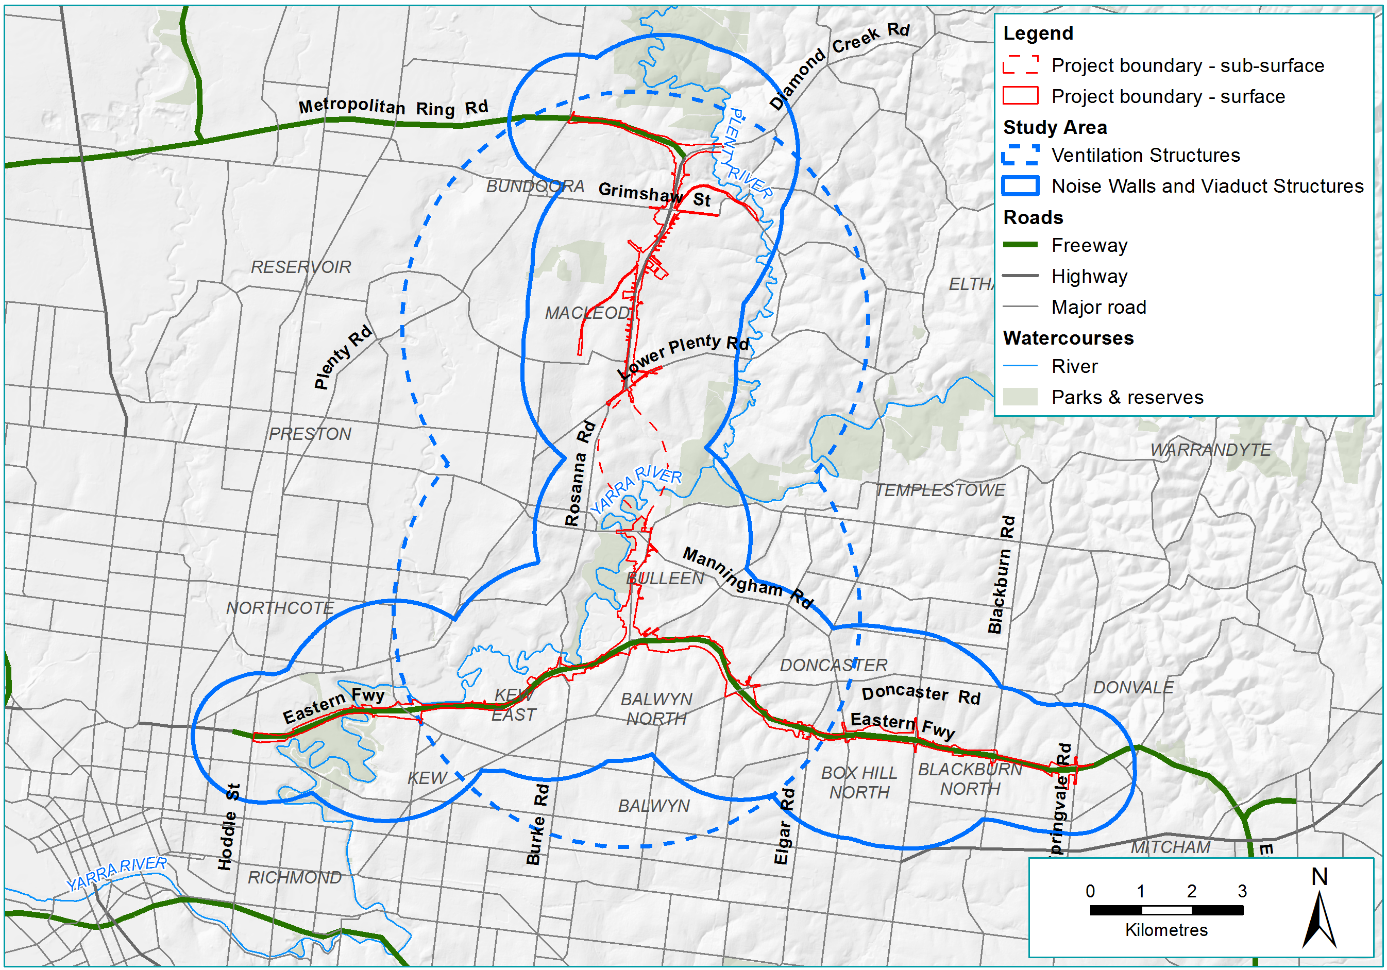 Diamond Creek Rd
Metropolitan Ring Rd
PLENTY RIVER
BUNDOORA
Grimshaw St
RESERVOIR
MACLEOD
Plenty Rd
Lower Plenty Rd
PRESTON
Rosanna Rd
YARRA RIVER
WARRANDYTE
TEMPLESTOWE
Blackburn Rd
Manningham Rd
BULLEEN
NORTHCOTE
DONCASTER
DONVALE
Doncaster Rd
Eastern Fwy
KEW
EAST
BALWYN
NORTH
Eastern Fwy
KEW
BOX HILL
NORTH
BLACKBURN
NORTH
Springvale Rd
Hoddle St
Burke Rd
BALWYN
Elgar Rd
MITCHAM
E
YARRA RIVER
RICHMOND
ELTHA
Legend
Project boundary - sub-surface
Project boundary - surface
Study Area
Ventilation Structures
Noise Walls and Viaduct Structures
Roads
Freeway
Highway
Major road
Watercourses
River
Parks & reserves
0 1 2 3
Kilometres
N